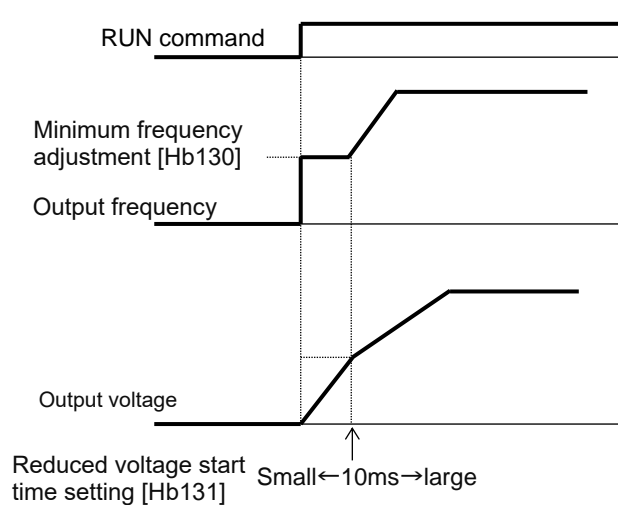 RUN command
Minimum frequency
adjustment [Hb130]
Output frequency
Output voltage
Reduced voltage start
time setting [Hb131]
Small←10ms→large